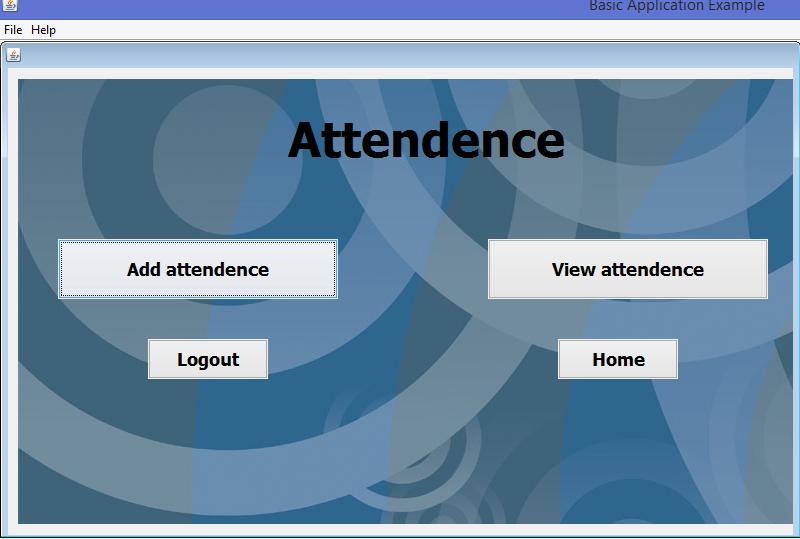 Basic Application Example
File Help
Attendence
Add attendence View attendence
Logout Home